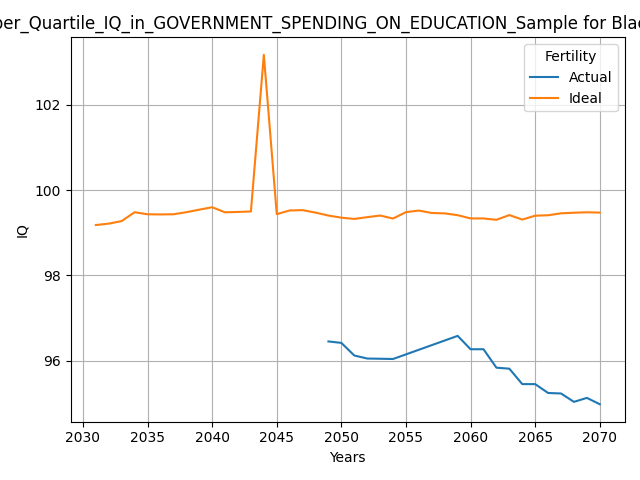 per_Quartile_IQ_in_GOVERNMENT_SPENDING_ON_EDUCATION_Sample for Bla
Fertility
Actual
Ideal
102
100
98
96
IQ
2030 2035 2040 2045 2050 2055 2060 2065 2070
Years